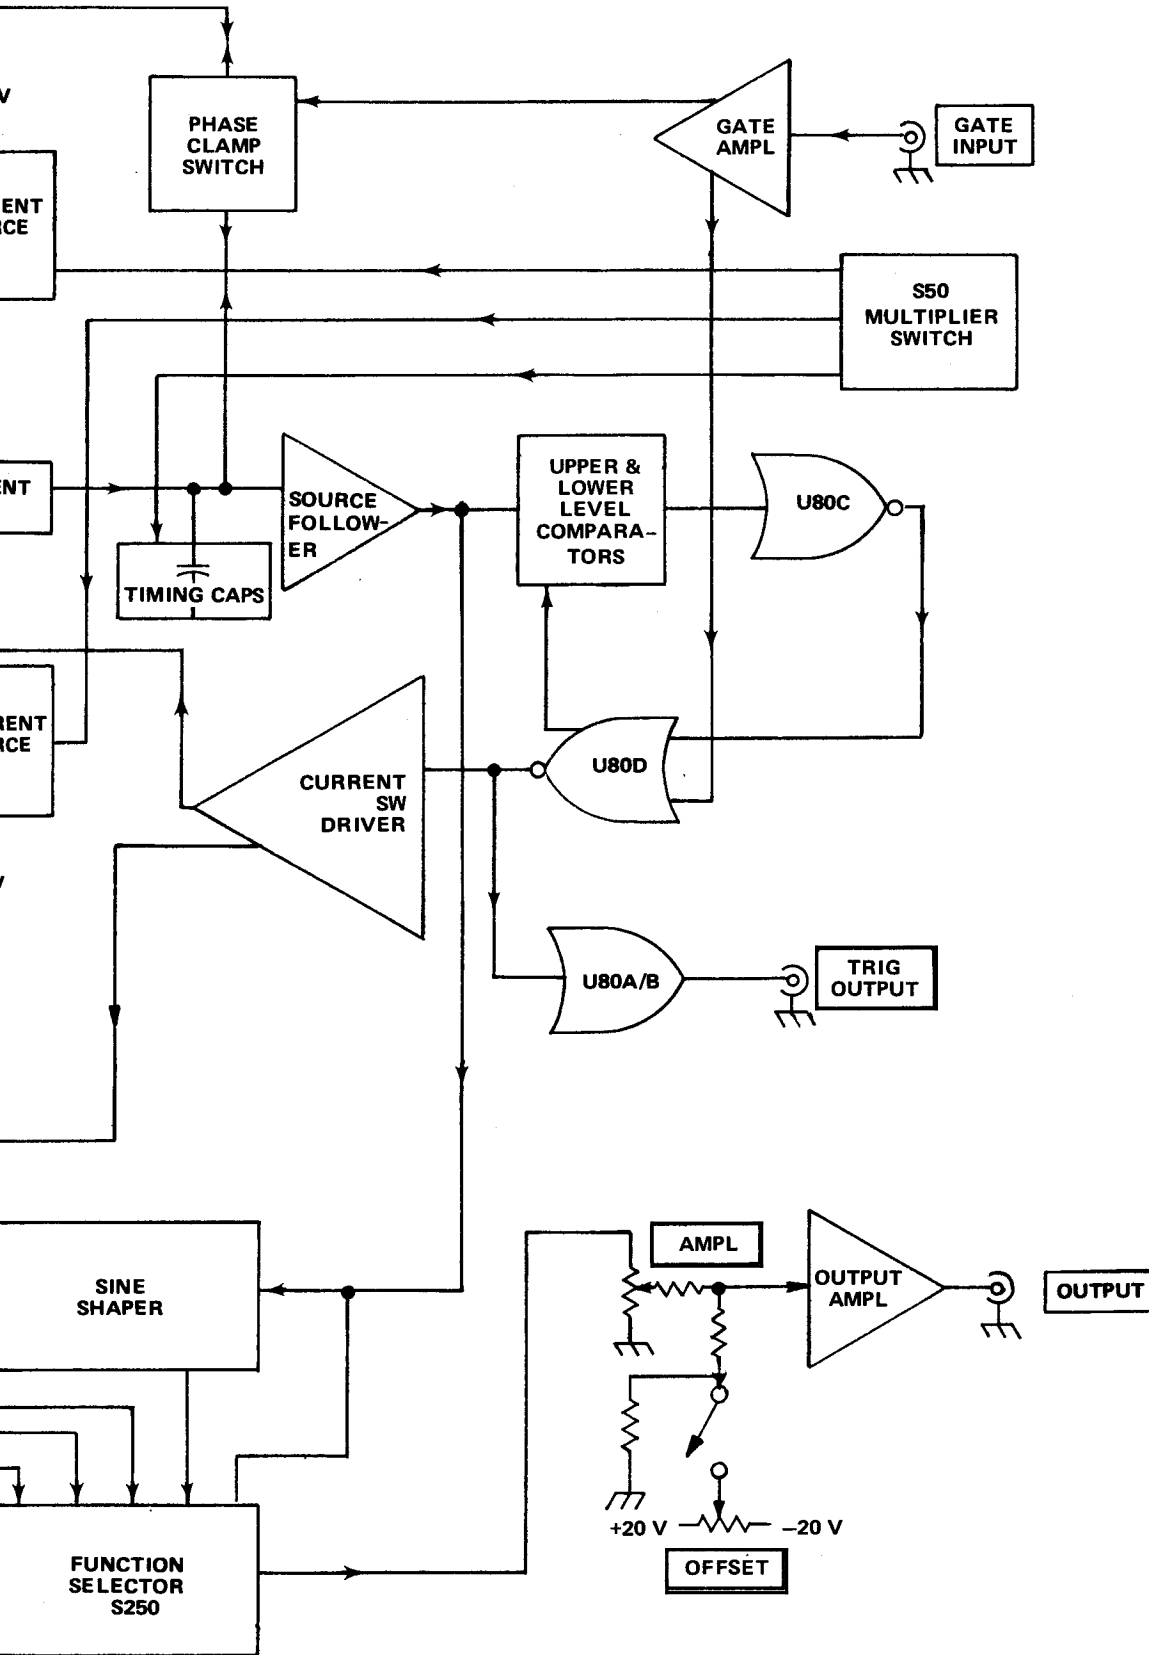 PHASE
CLAMP
SWITCH
GATE
AMPL
GATE
INPUT
V
ENT
RCE
S50
MULTIPLIER
SWITCH
ENT
SOURCE
FOLLOW-
ER
UPPER &
LOWER
LEVEL
COMPARA-
TORS
U80C
TIMING CAPS
RENT
RCE
CURRENT
SW
DRIVER
U80D
V
U80A/B
TRIG
OUTPUT
SINE
SHAPER
AMPL
OUTPUT
AMPL
OUTPUT
+20 V
–20 V
OFFSET
FUNCTION
SELECTOR
S250